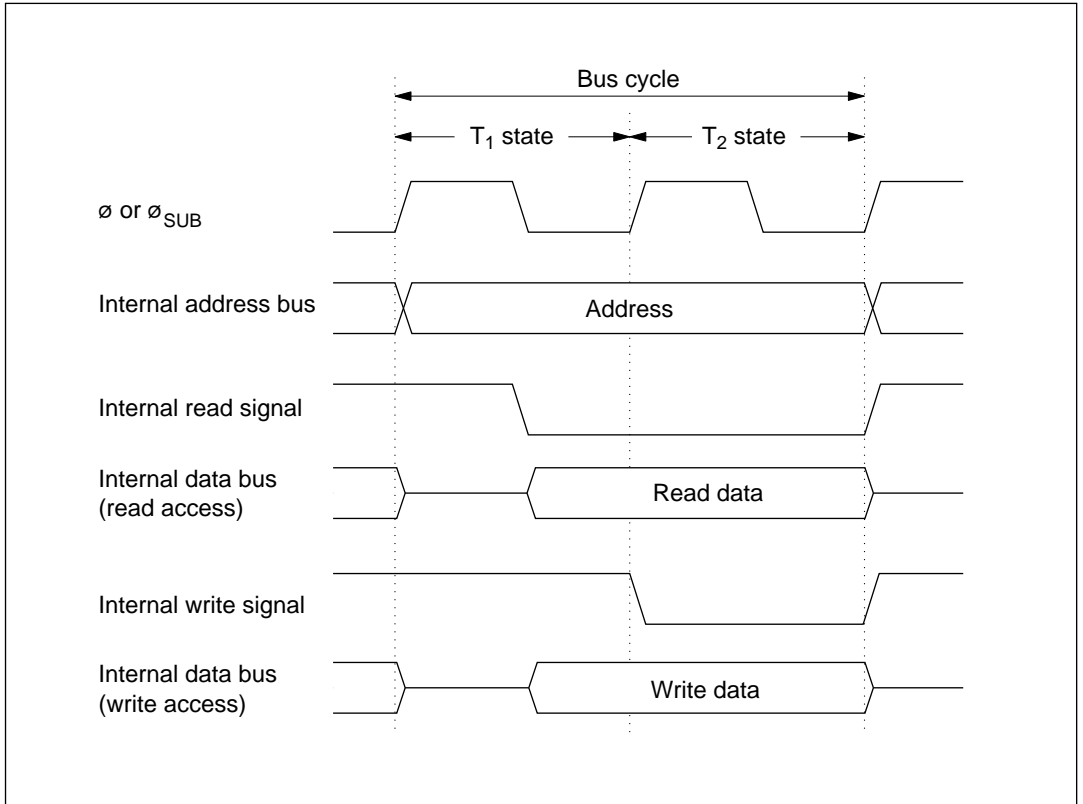 Bus cycle
T1 state
T2 state
ø or øSUB
Internal address bus
Address
Internal read signal
Internal data bus
(read access)
Read data
Internal write signal
Internal data bus
(write access)
Write data